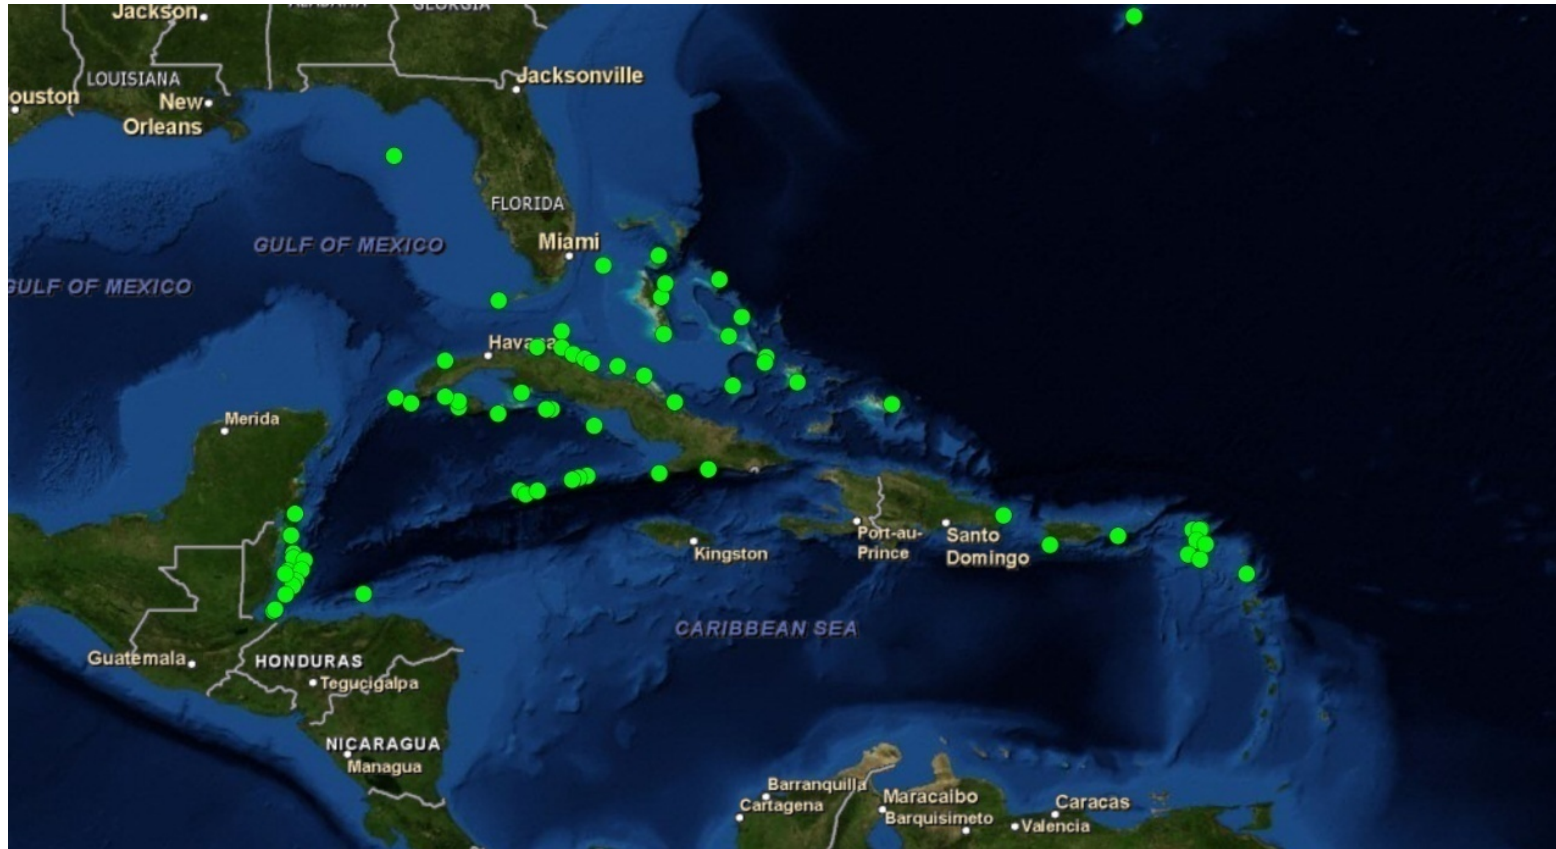 Jackson
GEORGIA
LOUISIANA
Jacksonville
ouston
New
Orleans
FLORIDA
GULF OF MEXICO
Miami
GULF OF MEXICO
Merida
Port-au-
Prince
Santo
Domingo
Kingston
CARIBBEAN SEA
Guatemala
HONDURAS
Tegucigalpa
NICARAGUA
Managua
Barranquilla
Cartagena
Maracaibo
Barquisimeto
Caracas
Valencia